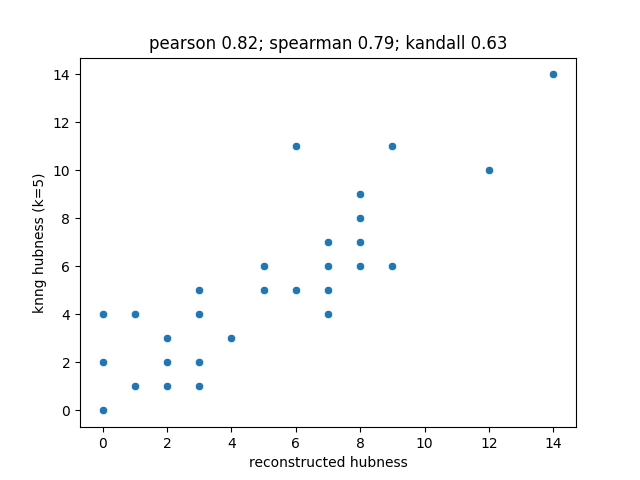 pearson 0.82; spearman 0.79; kandall 0.63
14
12
10
8
6
4
2
0
knng hubness (k=5)
0 2 4 6 8 10 12 14
reconstructed hubness